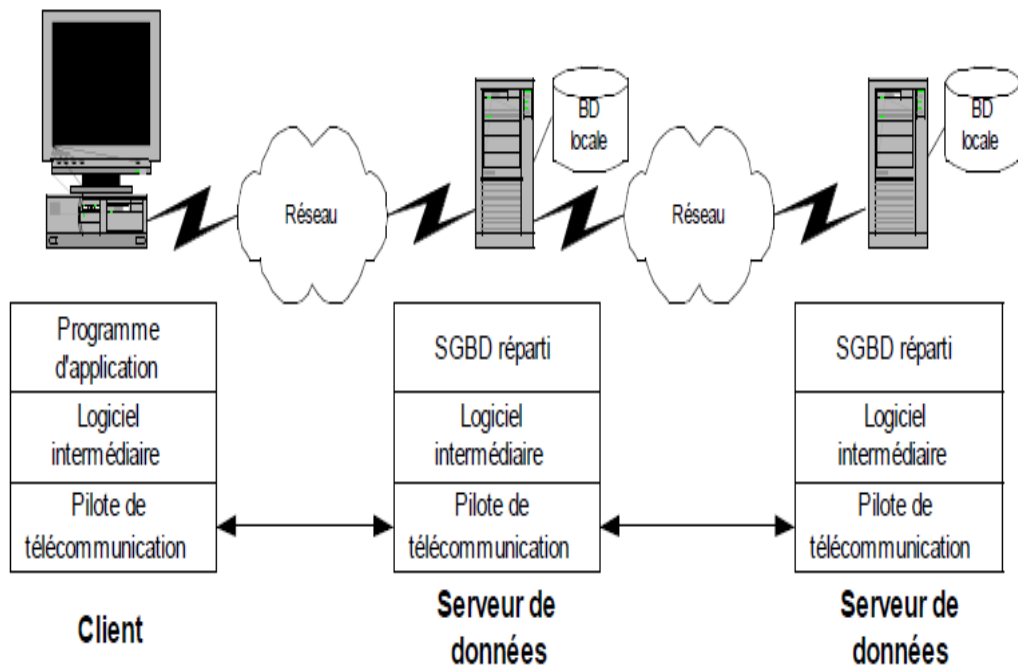 BD
locale
BD
locale
Réseau
Réseau
Programme
d'application
Logiciel
intermédiaire
Pilote de
télécommunication
Client
SGBD réparti
Logiciel
intermédiaire
Pilote de
télécommunication
Serveur de
données
SGBD réparti
Logiciel
intermédiaire
Pilote de
télécommunication
Serveur de
données